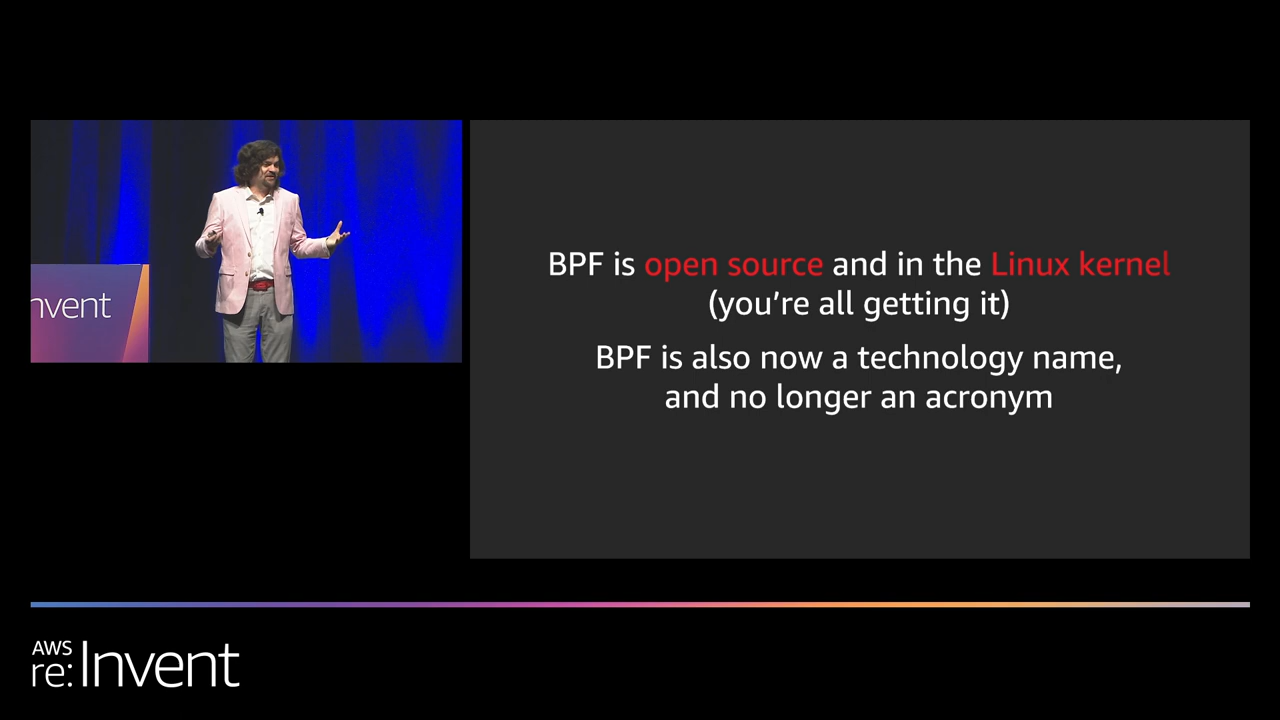 nvent
BPF is open source and in the Linux kernel
(you're all getting it)
BPF is also now a technology name,
and no longer an acronym
AWS
re:Invent